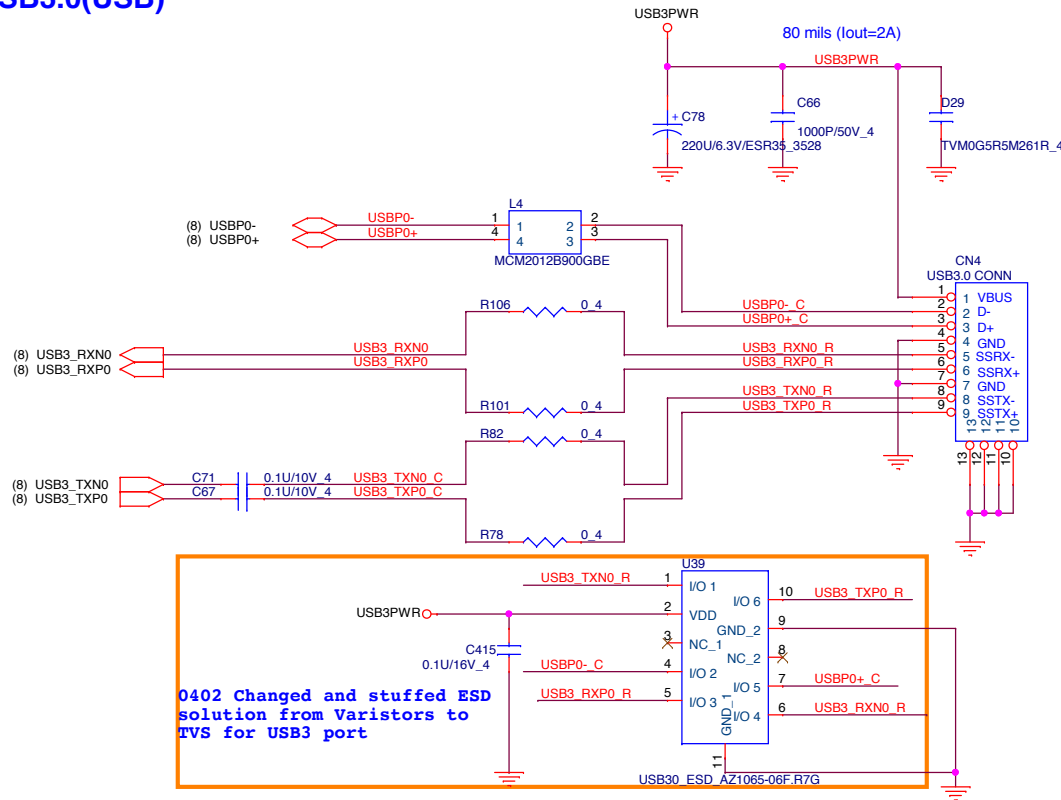 SB3.0(USB)
USB3PWR
80 mils (Iout=2A)
USB3PWR
+ C78
220U/6.3V/ESR35_3528
C66
1000P/50V_4
D29
TVM0G5R5M261R_4
(8) USBP0-
(8) USBP0+
USBP0-
USBP0+
L4
1 1 2 2
4 4 3 3
MCM2012B900GBE
CN4
USB3.0 CONN
USBP0-_C
USBP0+_C
1 1 VBUS
2 2 D-
3 3 D+
4 4 GND
5 5 SSRX-
6 6 SSRX+
7 7 GND
8 8 SSTX-
9 9 SSTX+
13 12 11 10
13 12 11 10
R106 0_4
(8) USB3_RXN0
(8) USB3_RXP0
USB3_RXN0
USB3_RXP0
USB3_RXN0_R
USB3_RXP0_R
R101 0_4
USB3_TXN0_R
USB3_TXP0_R
R82 0_4
(8) USB3_TXN0
(8) USB3_TXP0
C71 0.1U/10V_4 USB3_TXN0_C
C67 0.1U/10V_4 USB3_TXP0_C
R78 0_4
U39
USB3_TXN0_R 1 I/O 1
USB3PWR 2 VDD
3 NC_1
USBP0-_C 4 I/O 2
USB3_RXP0_R 5 I/O 3
I/O 6 10 USB3_TXP0_R
GND_2 9
NC_2 8
I/O 5 7 USBP0+_C
I/O 4 6 USB3_RXN0_R
GND_1
11
C415
0.1U/16V_4
0402 Changed and stuffed ESD
solution from Varistors to
TVS for USB3 port
USB30_ESD_AZ1065-06F.R7G